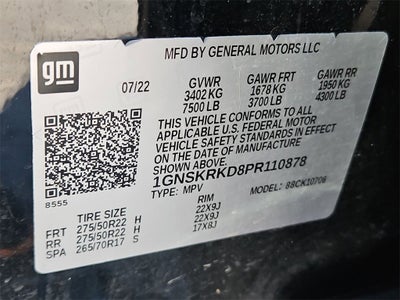 gm
MFD BY GENERAL MOTORS LLC
07/22 GVWR GAWR FRT GAWR RR
3402 KG 1678 KG 1950 KG
7500 LB 3700 LB 4300 LB
THIS VEHICLE CONFORMS TO ALL
APPLICABLE U.S. FEDERAL MOTOR
VEHICLE SAFETY STANDARDS IN EFFECT
ON THE DATE OF MANUFACTURE
SHOWN ABOVE.
1GNSKRKD8PR110878
8555 TYPE: MPV MODEL: 88CK10706
TIRE SIZE RIM
FRT 275/50R22 H 22X9J
RR 275/50R22 H 22X9J
SPA 265/70R17 S 17X8J